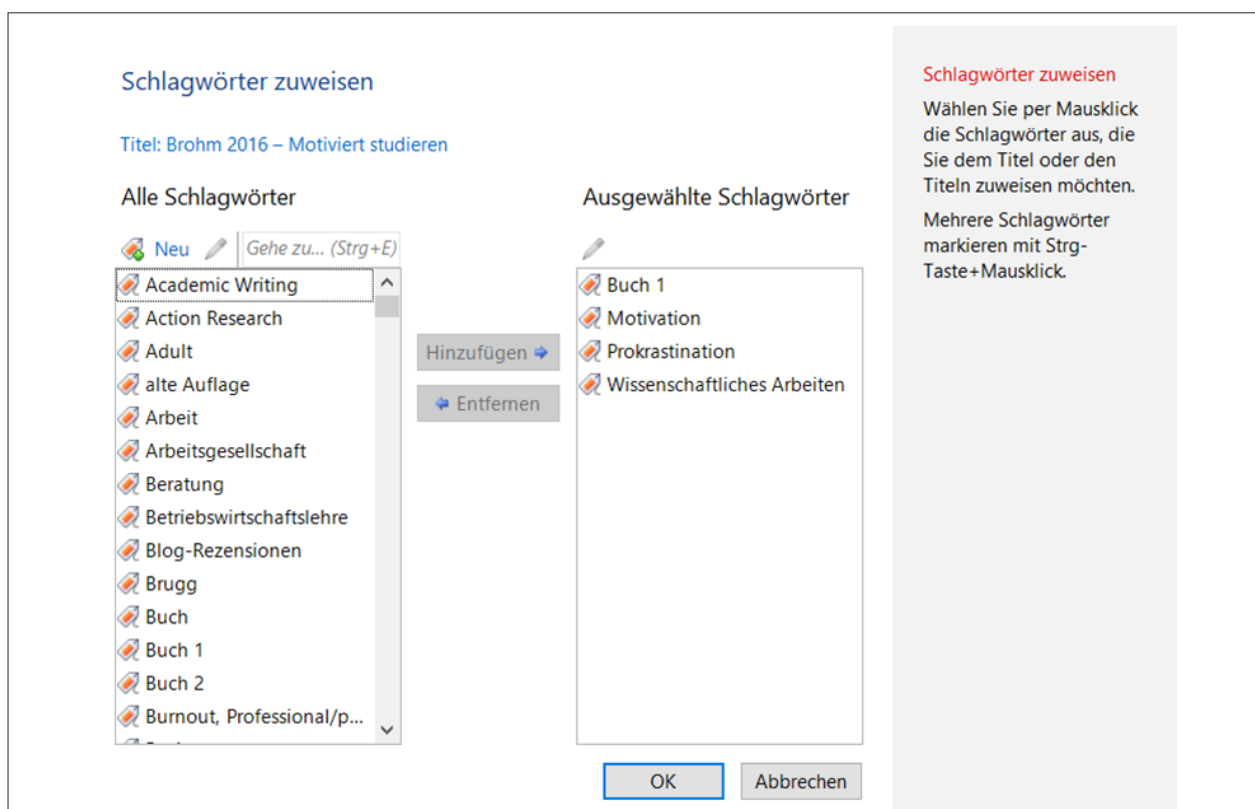 Schlagwörter zuweisen
Titel: Brohm 2016 – Motiviert studieren
Alle Schlagwörter
Neu
Gehe zu... (Strg+E)
Academic Writing
Action Research
Adult
alte Auflage
Arbeit
Arbeitsgesellschaft
Beratung
Betriebswirtschaftslehre
Blog-Rezensionen
Brugg
Buch
Buch 1
Buch 2
Burnout, Professional/p...
Hinzufügen
Entfernen
Ausgewählte Schlagwörter
Buch 1
Motivation
Prokrastination
Wissenschaftliches Arbeiten
OK
Abbrechen
Schlagwörter zuweisen
Wählen Sie per Mausklick
die Schlagwörter aus, die
Sie dem Titel oder den
Titeln zuweisen möchten.
Mehrere Schlagwörter
markieren mit Strg-
Taste+Mausklick.